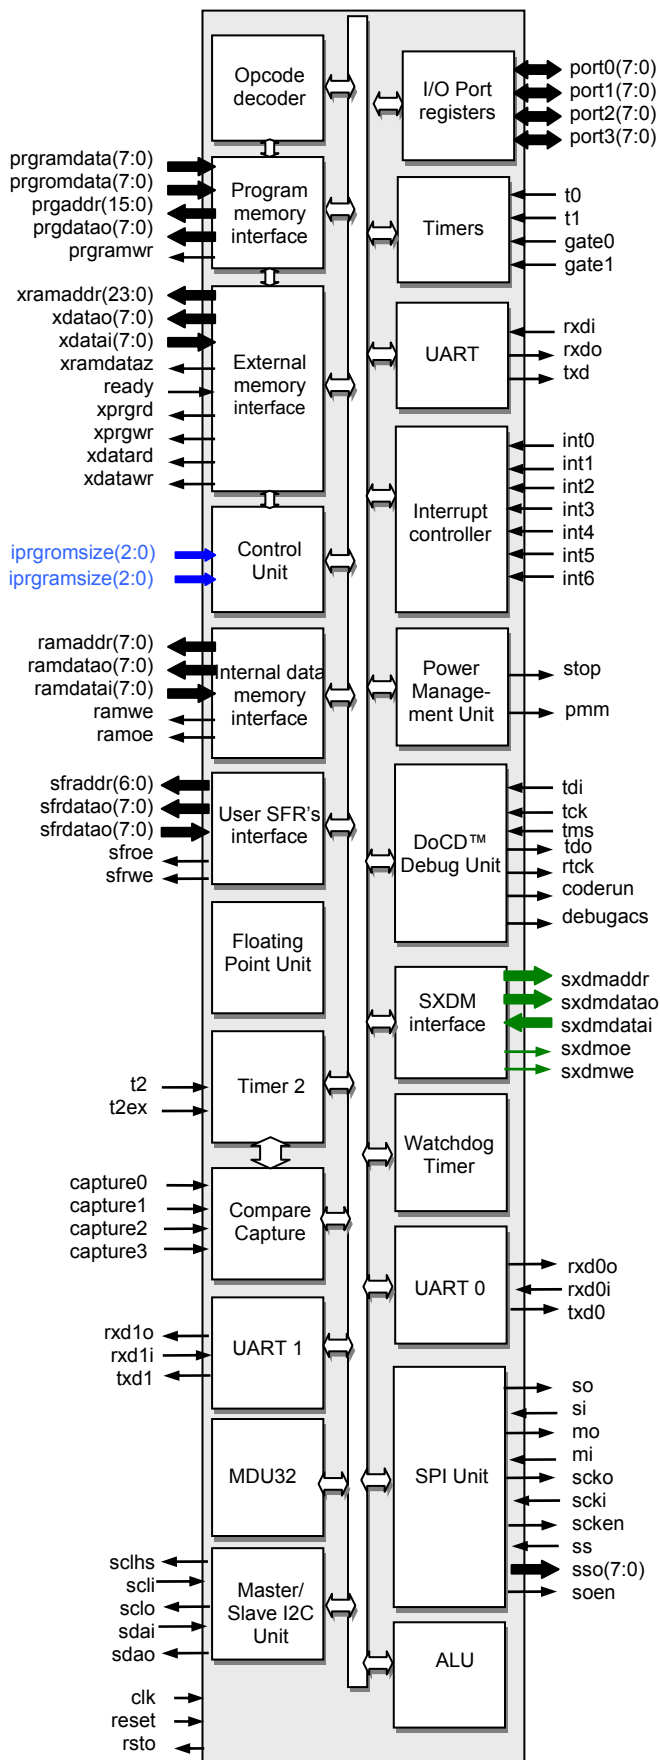 Opcode
decoder
prgramdata(7:0)
prgromdata(7:0)
prgaddr(15:0)
prgdatao(7:0)
prgramwr
Program
memory
interface
xramaddr(23:0)
xdatao(7:0)
xdatai(7:0)
xramdataz
ready
xprgrd
xprgwr
xdatard
xdatawr
External
memory
interface
iprgromsize(2:0)
iprgramsize(2:0)
Control
Unit
ramaddr(7:0)
ramdatao(7:0)
ramdatai(7:0)
ramwe
ramoe
Internal data
memory
interface
sfraddr(6:0)
sfrdatao(7:0)
sfrdatao(7:0)
sfroe
sfrwe
User SFR's
interface
Floating
Point Unit
t2
t2ex
Timer 2
capture0
capture1
capture2
capture3
Compare
Capture
rxd1o
rxd1i
txd1
UART 1
MDU32
sclhs
scli
sclo
sdai
sdao
Master/
Slave I2C
Unit
clk
reset
rsto
I/O Port
registers
port0(7:0)
port1(7:0)
port2(7:0)
port3(7:0)
Timers
t0
t1
gate0
gate1
UART
rxdi
rxdo
txd
Interrupt
controller
int0
int1
int2
int3
int4
int5
int6
Power
Manage-
ment Unit
stop
pmm
DoCD™
Debug Unit
tdi
tck
tms
tdo
rtck
coderun
debugacs
SXDM
interface
sxdmaddr
sxdmdatao
sxdmdatai
sxdmoe
sxdmwe
Watchdog
Timer
UART 0
rxd0o
rxd0i
txd0
SPI Unit
so
si
mo
mi
scko
scki
scken
ss
sso(7:0)
soen
ALU